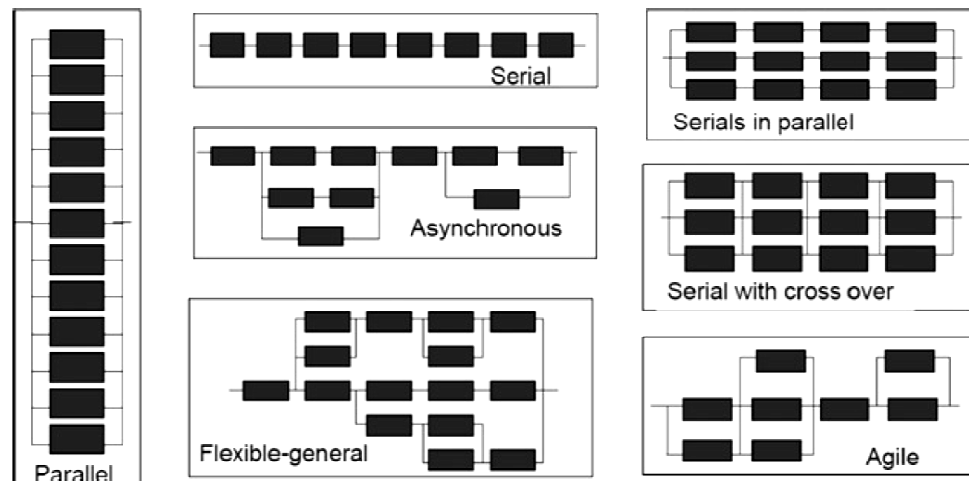 Serial
Serials in parallel
Asynchronous
Serial with cross over
Flexible-general
Agile
Parallel